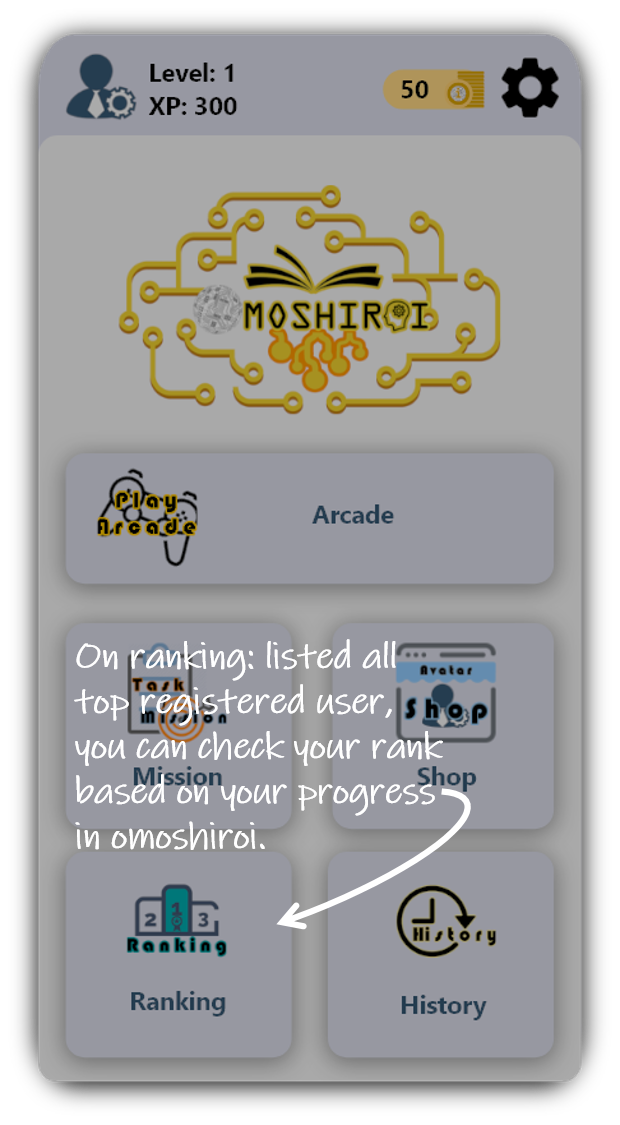 Level: 1
XP: 300
50
MOSHIROI
Play
Arcade
Arcade
On ranking: listed all
top registered user,
you can check your rank
based on your progress
in omoshiroi.
Task
Mission
Mission
Avatar
Shop
Shop
2 1 3
Ranking
Ranking
History
History